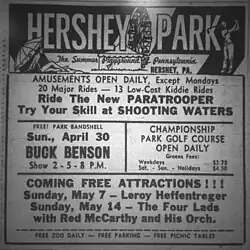 HERSHEY PARK
The Summer Playground of Pennsylvania
HERSHEY, PA.
AMUSEMENTS OPEN DAILY, Except Mondays
20 Major Rides — 13 Low-Cost Kiddie Rides
Ride The New PARATROOPER
Try Your Skill at SHOOTING WATERS
FREE! PARK BANDSHELL
Sun., April 30
BUCK BENSON
Show 2 - 5 - 8 P.M.
CHAMPIONSHIP
PARK GOLF COURSE
OPEN DAILY
Greens Fees:
Weekdays - $3.75
Sat. - Sun. - Holidays - $4.50
COMING FREE ATTRACTIONS!!!
Sunday, May 7 – Leroy Heffentreger
Sunday, May 14 – The Four Lads
with Red McCarthy and His Orch.
FREE ZOO DAILY — FREE PARKING — FREE PICNIC TABLES